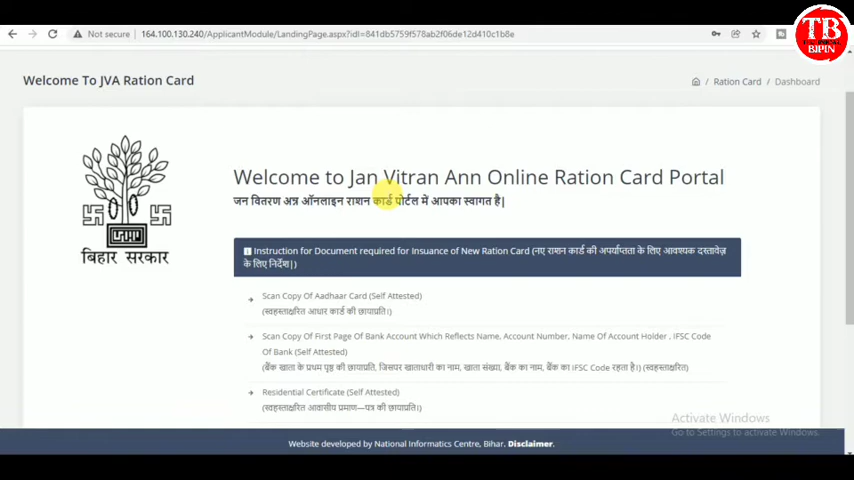 Not secure
164.100.130.240/ApplicantModule/LandingPage.aspx?idl=841db5759f578ab2f06de12d410c1b8e
TB
BIPIN
Welcome To JVA Ration Card
/ Ration Card / Dashboard
बिहार सरकार
Welcome to Jan Vitran Ann Online Ration Card Portal
जन वितरण अन्न ऑनलाइन राशन कार्ड पोर्टल में आपका स्वागत है|
Instruction for Document required for Insuance of New Ration Card (नए राशन कार्ड की अपर्याप्तता के लिए आवश्यक दस्तावेज़
के लिए निर्देश|)
Scan Copy Of Aadhaar Card (Self Attested)
(स्वहस्ताक्षरित आधार कार्ड की छायाप्रति।)
Scan Copy Of First Page Of Bank Account Which Reflects Name, Account Number, Name Of Account Holder , IFSC Code
Of Bank (Self Attested)
(बैंक खाता के प्रथम पृष्ठ की छायाप्रति, जिसपर खाताधारी का नाम, खाता संख्या, बैंक का नाम, बैंक का IFSC Code रहता है।) (स्वहस्ताक्षरित)
Residential Certificate (Self Attested)
(स्वहस्ताक्षरित आवासीय प्रमाण—पत्र की छायाप्रति।)
Activate Windows
Go to Settings to activate Windows.
Website developed by National Informatics Centre, Bihar. Disclaimer.